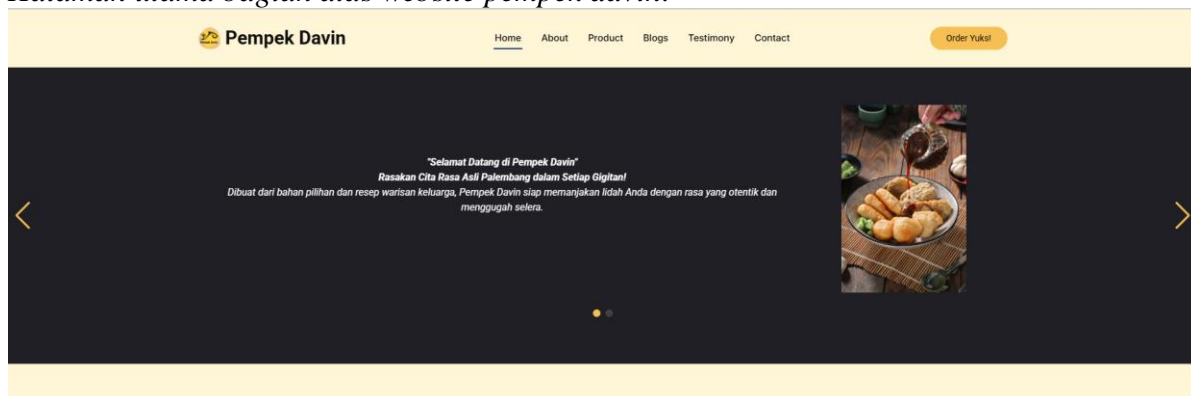 Halaman utama bagian atas website pempek davin.
Pempek Davin
Home About Product Blogs Testimony Contact
Order Yuks!
"Selamat Datang di Pempek Davin"
Rasakan Cita Rasa Asli Palembang dalam Setiap Gigitan!
Dibuat dari bahan pilihan dan resep warisan keluarga, Pempek Davin siap memanjakan lidah Anda dengan rasa yang otentik dan
menggugah selera.